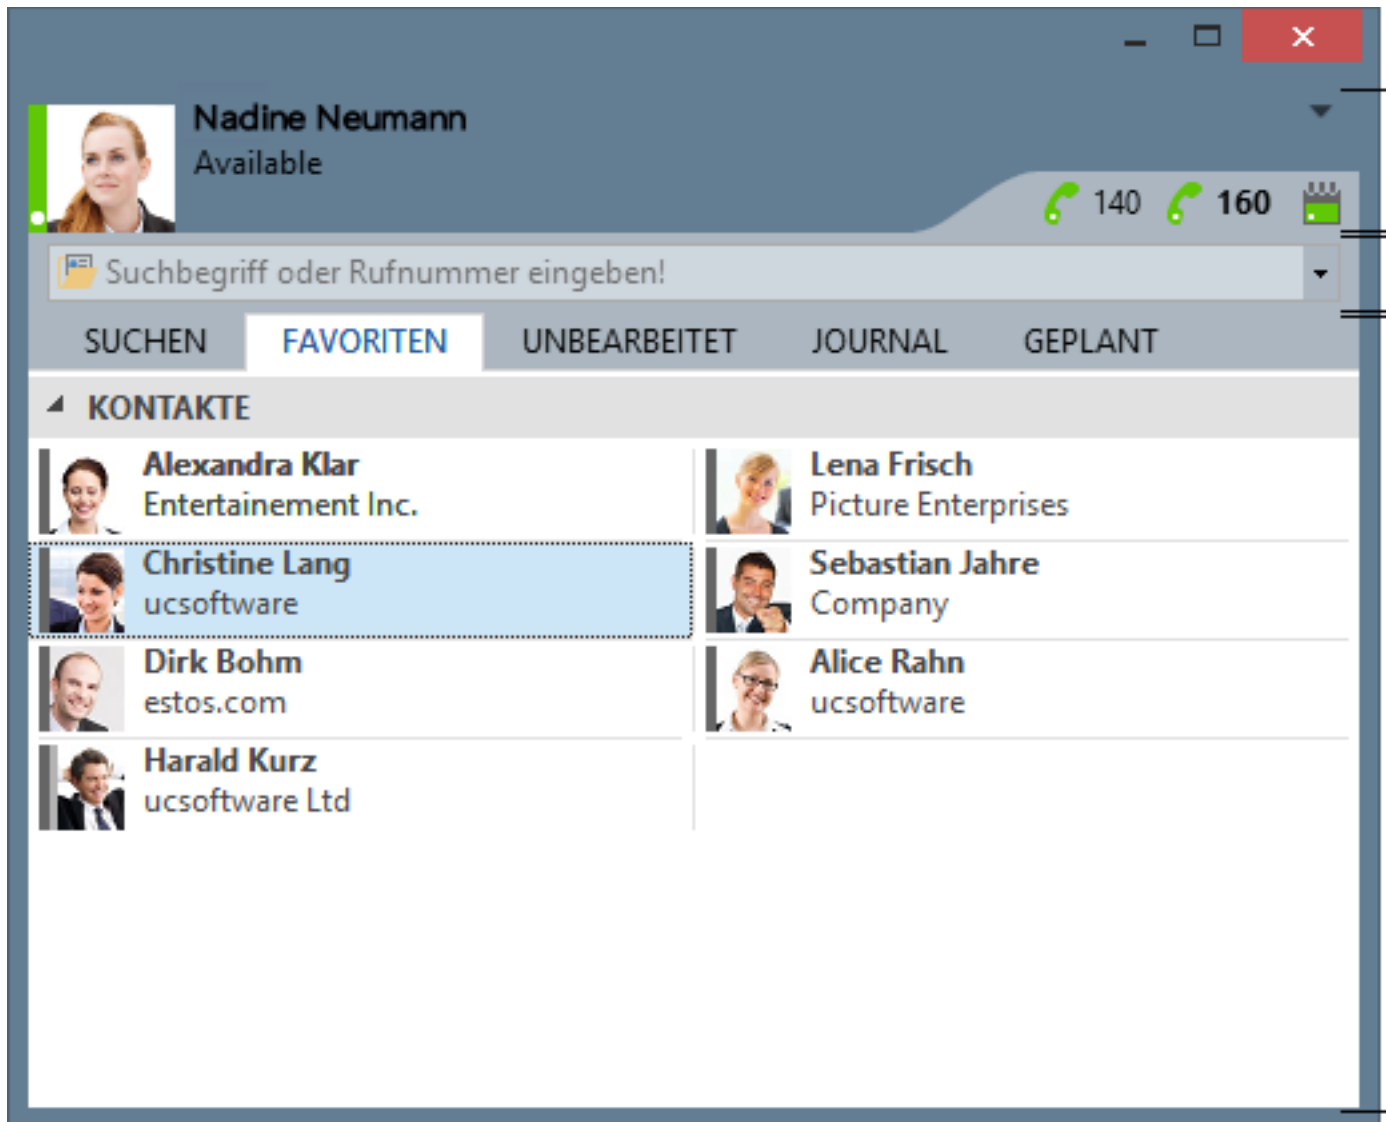 Nadine Neumann
Available
140 160
Suchbegriff oder Rufnummer eingeben!
SUCHEN FAVORITEN UNBEARBEITET JOURNAL GEPLANT
KONTAKTE
Alexandra Klar
Entertainement Inc.
Lena Frisch
Picture Enterprises
Christine Lang
ucsoftware
Sebastian Jahre
Company
Dirk Bohm
estos.com
Alice Rahn
ucsoftware
Harald Kurz
ucsoftware Ltd